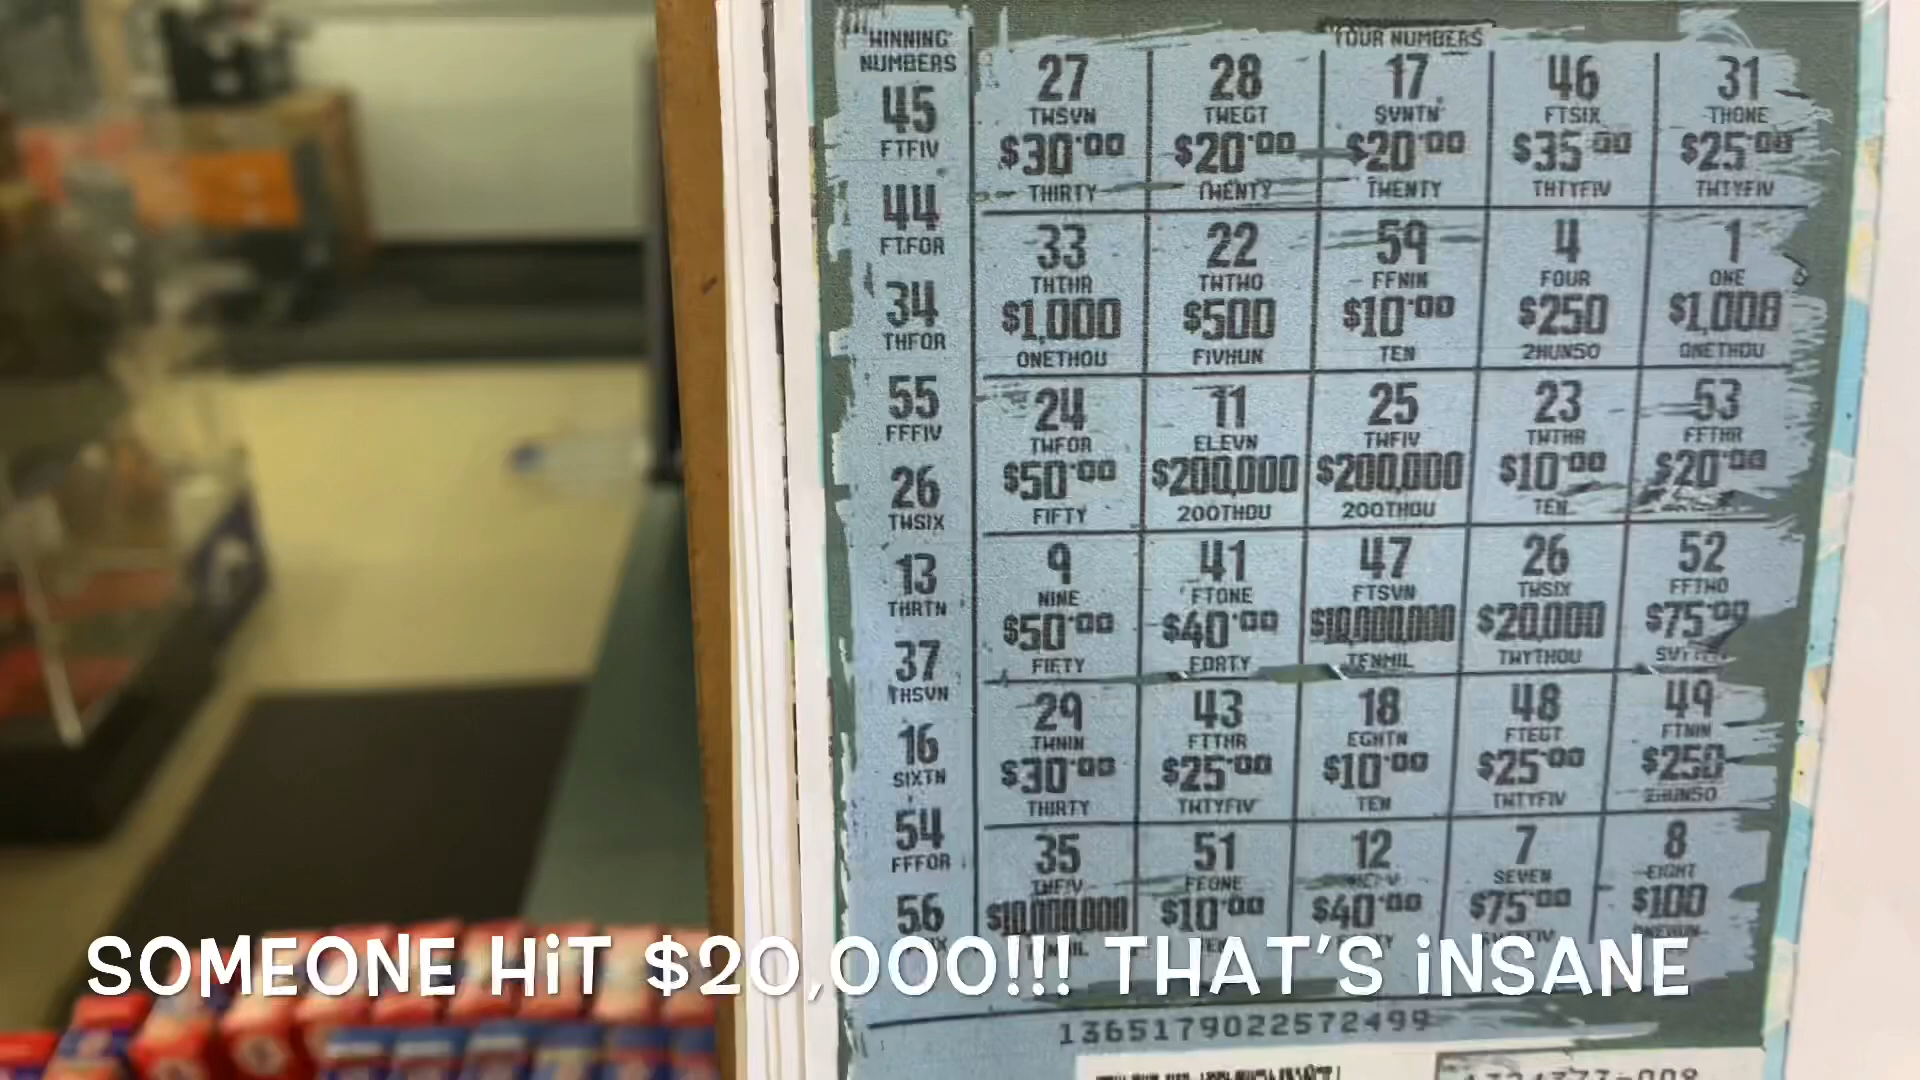 WINNING
NUMBERS
YOUR NUMBERS
45
FTFIV
44
FTFOR
34
THFOR
55
FFFIV
26
TWSIX
13
THRTN
37
THSVN
16
SIXTN
54
FFFOR
56
27 28 17 46 31
TWSVN TWEGT SVNTN FTSIX THONE
$30.00 $20.00 $20.00 $35.00 $25.00
THIRTY TWENTY TWENTY THTYFIV TWTYFIV
33 22 59 4 1
THTHR TWTWO FFNIN FOUR ONE
$1,000 $500 $10.00 $250 $1,000
ONETHOU FIVHUN TEN 2HUN50 ONETHOU
24 11 25 23 53
TWFOR ELEVN TWFIV TWTHR FFTHR
$50.00 $200,000 $200,000 $10.00 $20.00
FIFTY 200THOU 200THOU TEN
9 41 47 26 52
NINE FTONE FTSVN TWSIX FFTWO
$50.00 $40.00 $10,000,000 $20,000 $75.00
FIFTY FORTY TENMIL TWYTHOU
29 43 18 48 49
TWNIN FTTHR EGHTN FTEGT FTNIN
$30.00 $25.00 $10.00 $25.00 $250
THIRTY TWTYFIV TEN TWTYFIV 2HUN50
35 51 12 7 8
THFIV FFONE SEVEN EIGHT
$10,000,000 $10.00 $40.00 $75.00 $100
SOMEONE HiT $20,000!!! THAT'S iNSANE
1365179022572499